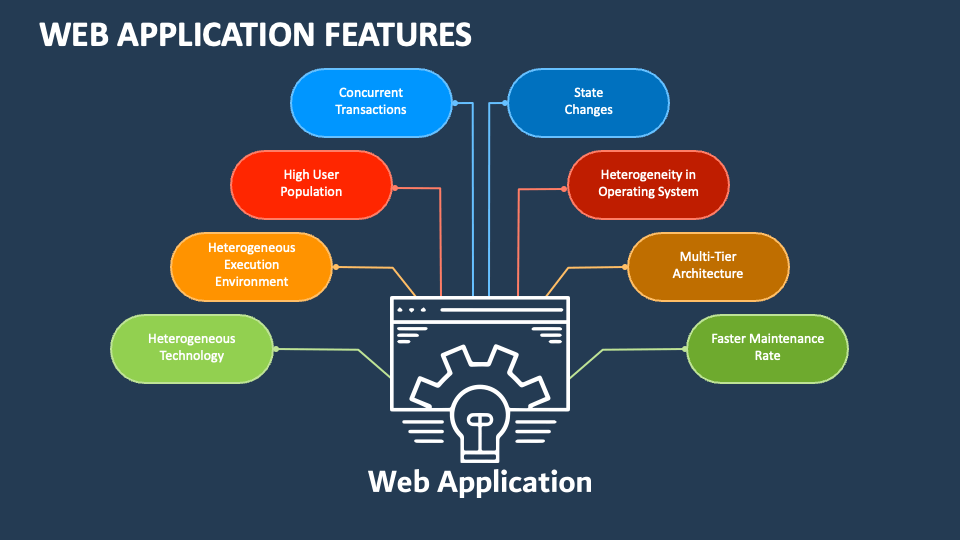 WEB APPLICATION FEATURES
Concurrent
Transactions
State
Changes
High User
Population
Heterogeneity in
Operating System
Heterogeneous
Execution
Environment
Multi-Tier
Architecture
Heterogeneous
Technology
Faster Maintenance
Rate
Web Application